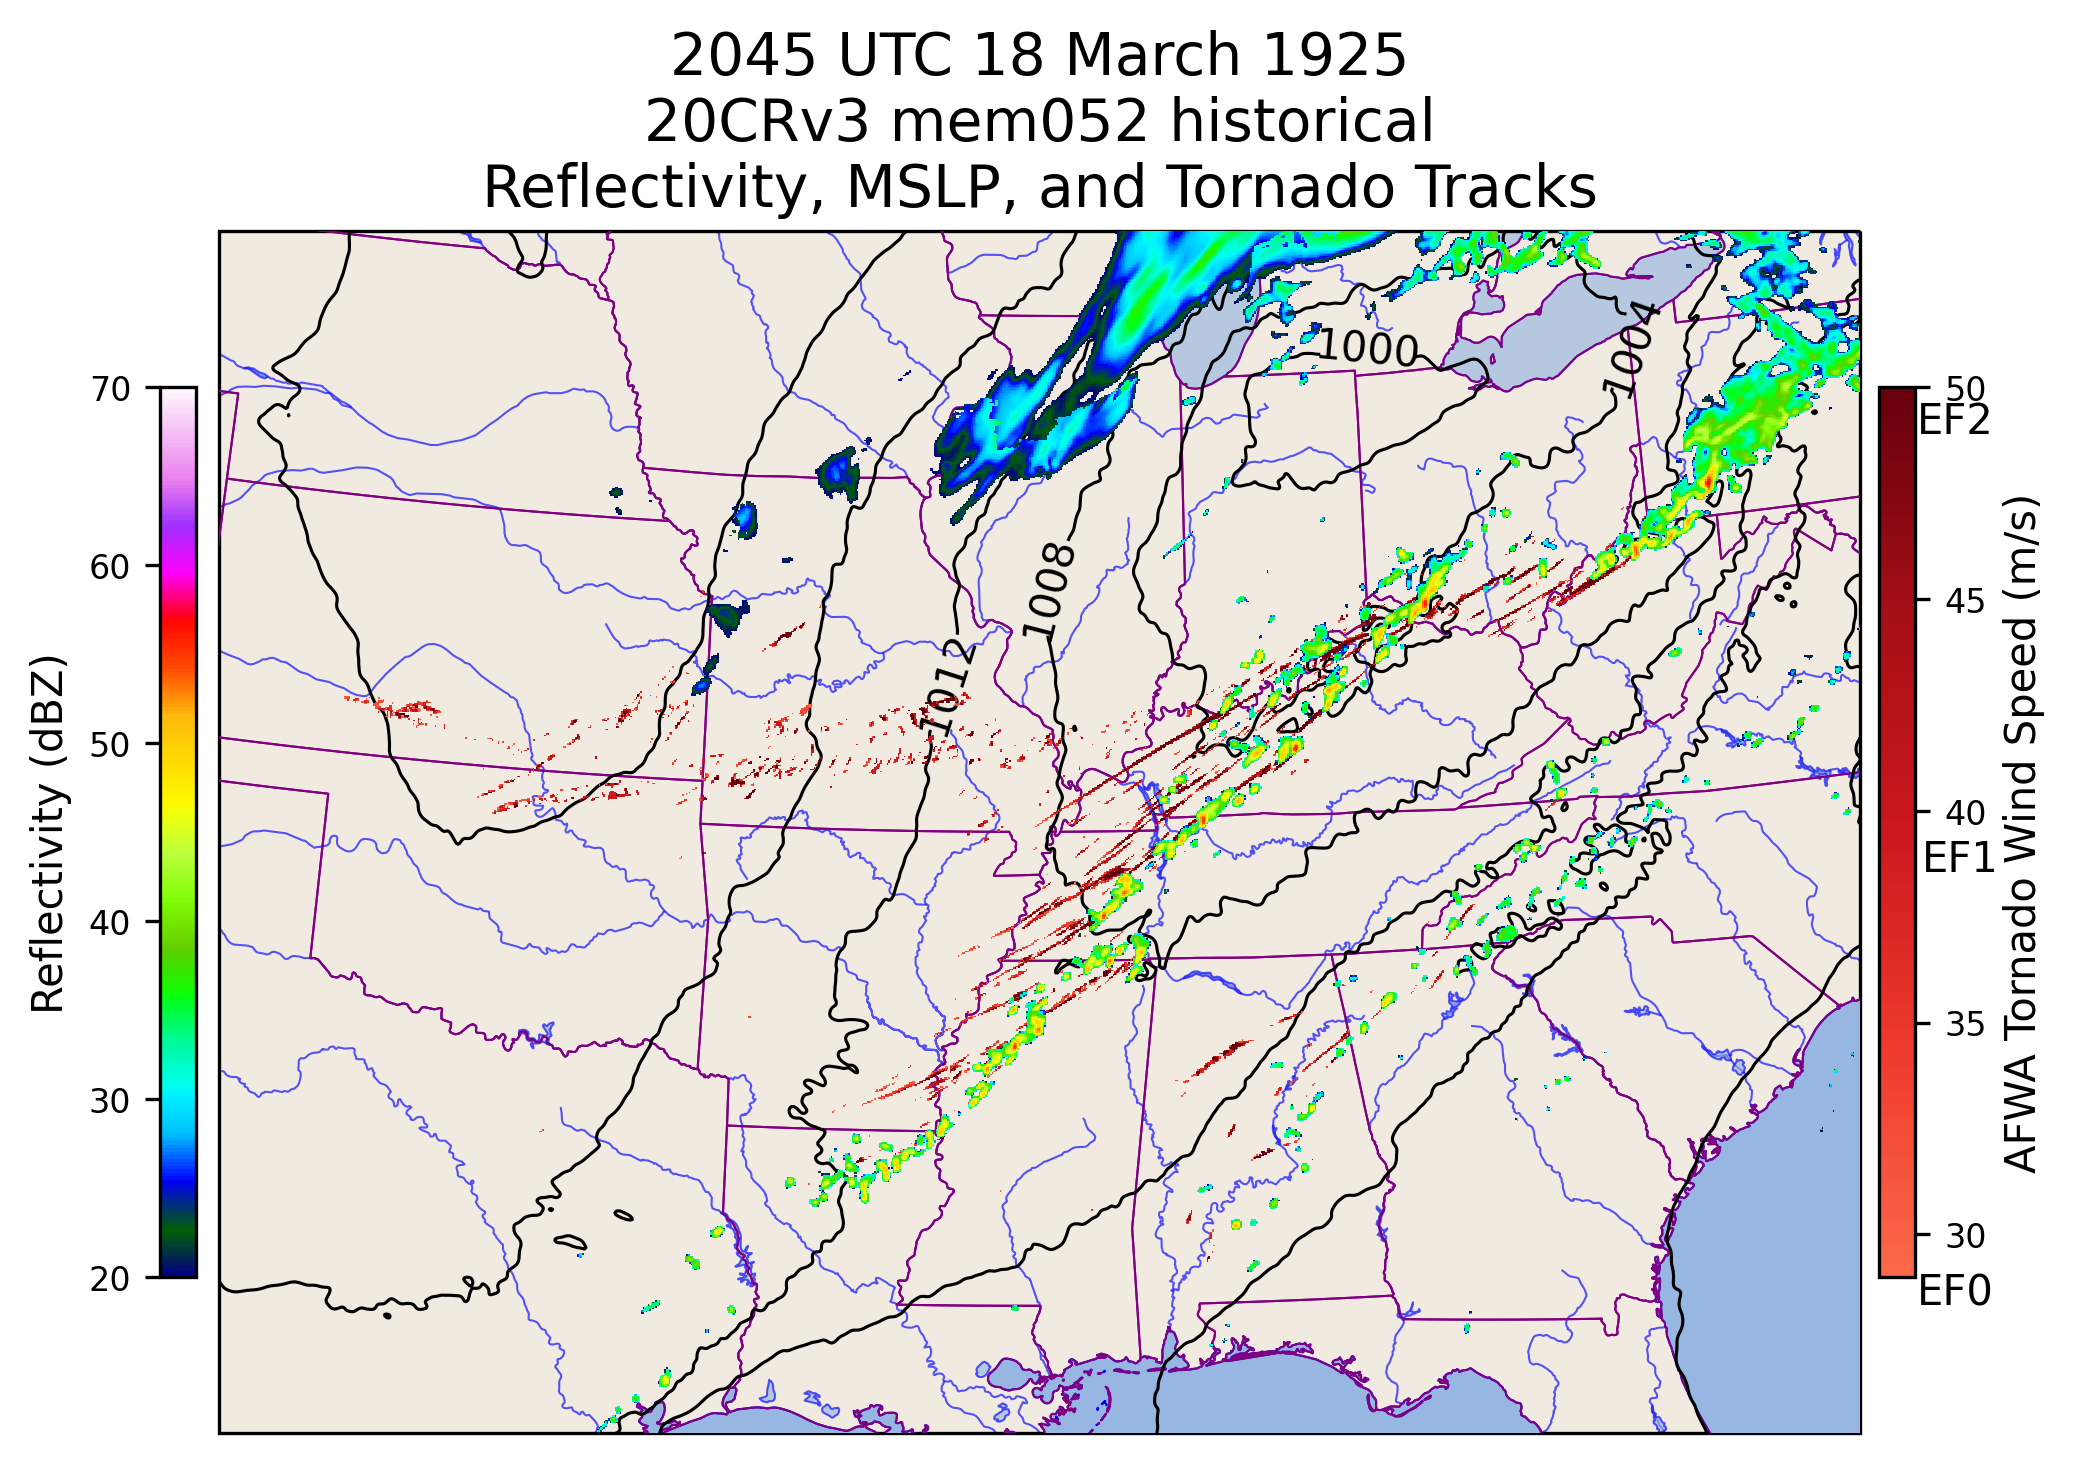 2045 UTC 18 March 1925
20CRv3 mem052 historical
Reflectivity, MSLP, and Tornado Tracks
Reflectivity (dBZ)
70
60
50
40
30
20
1000
1004
1008
1012
50
EF2
45
40
EF1
35
30
EF0
AFWA Tornado Wind Speed (m/s)